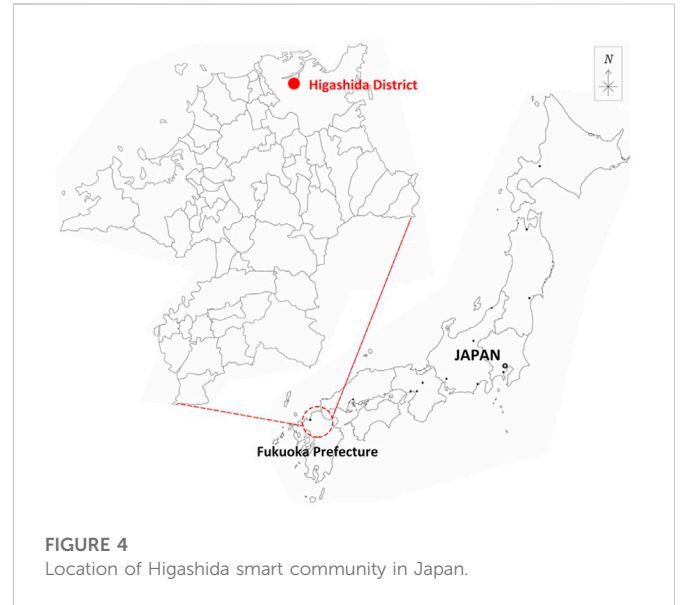 Higashida District
N
JAPAN
Fukuoka Prefecture
FIGURE 4
Location of Higashida smart community in Japan.